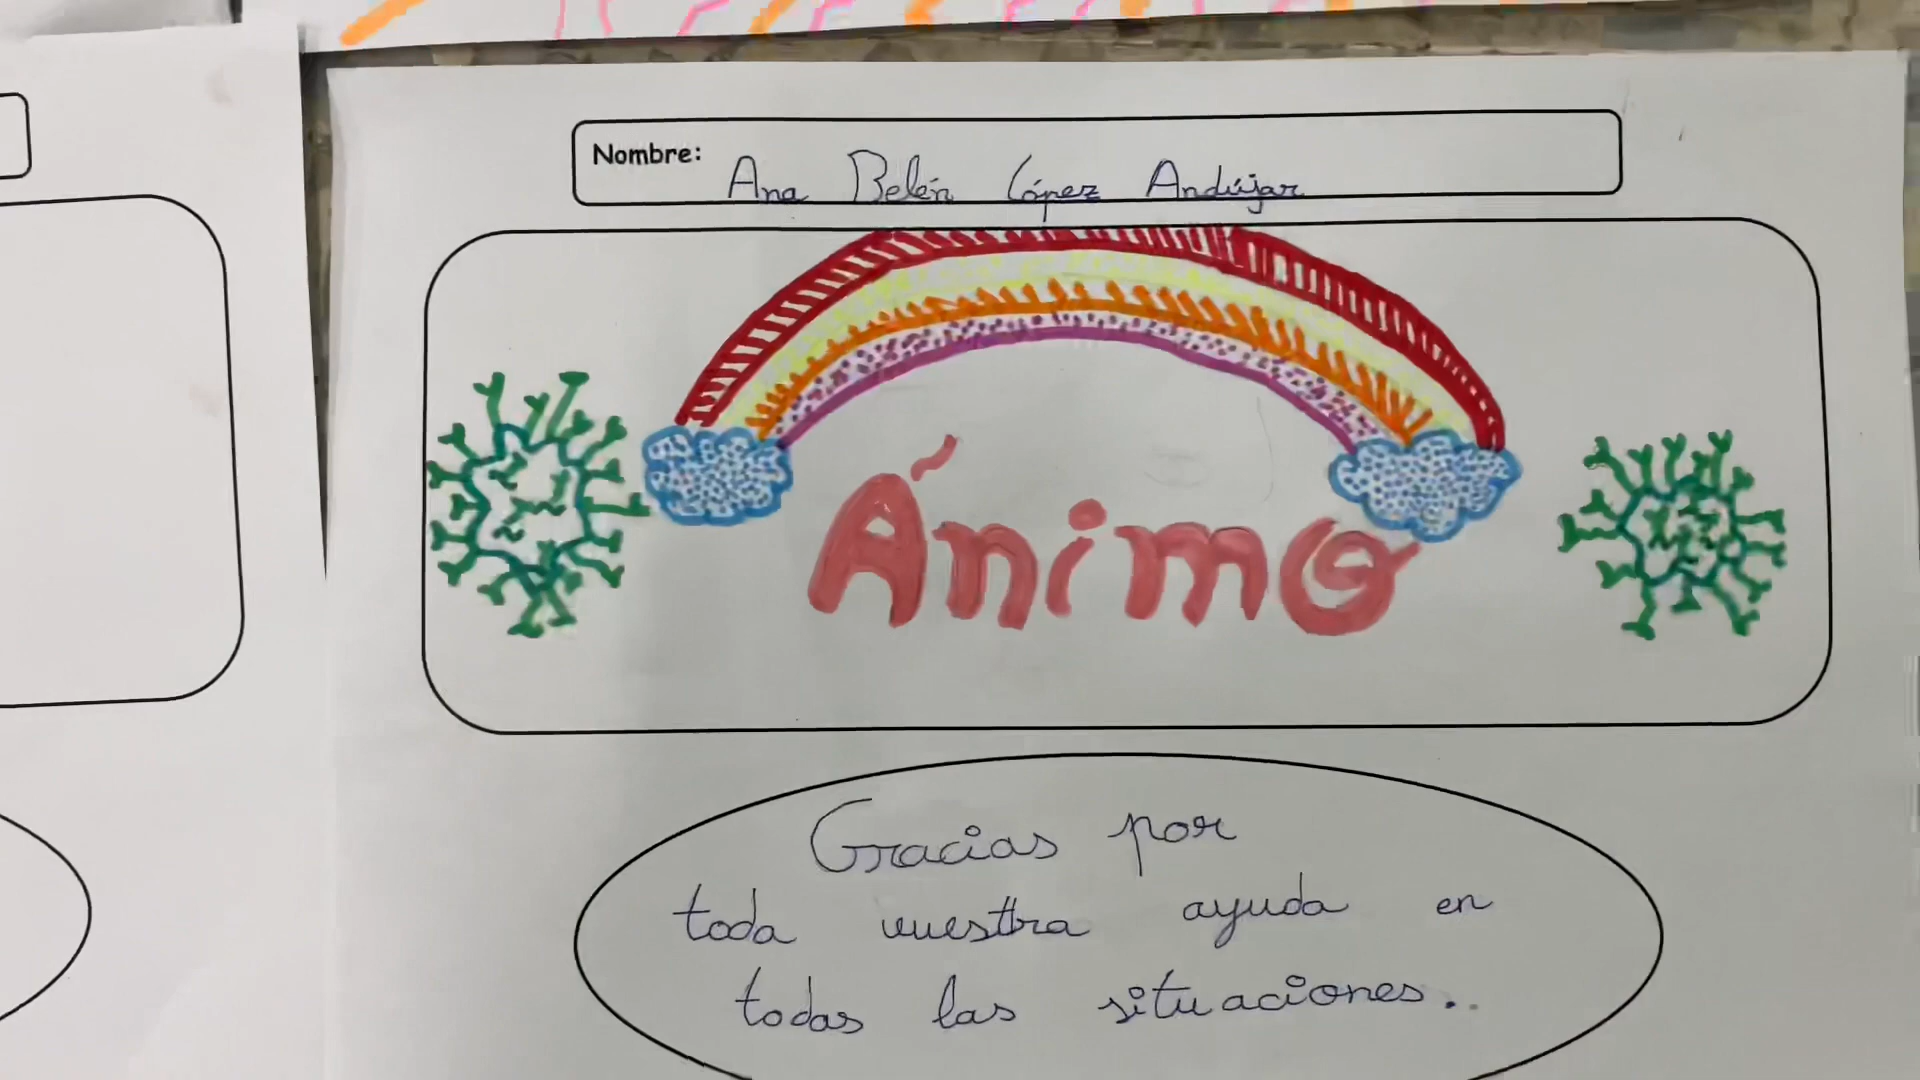 Nombre: Ana Belén López Andújar
Ánimo
Gracias por
toda vuestra ayuda en
todas las situaciones..